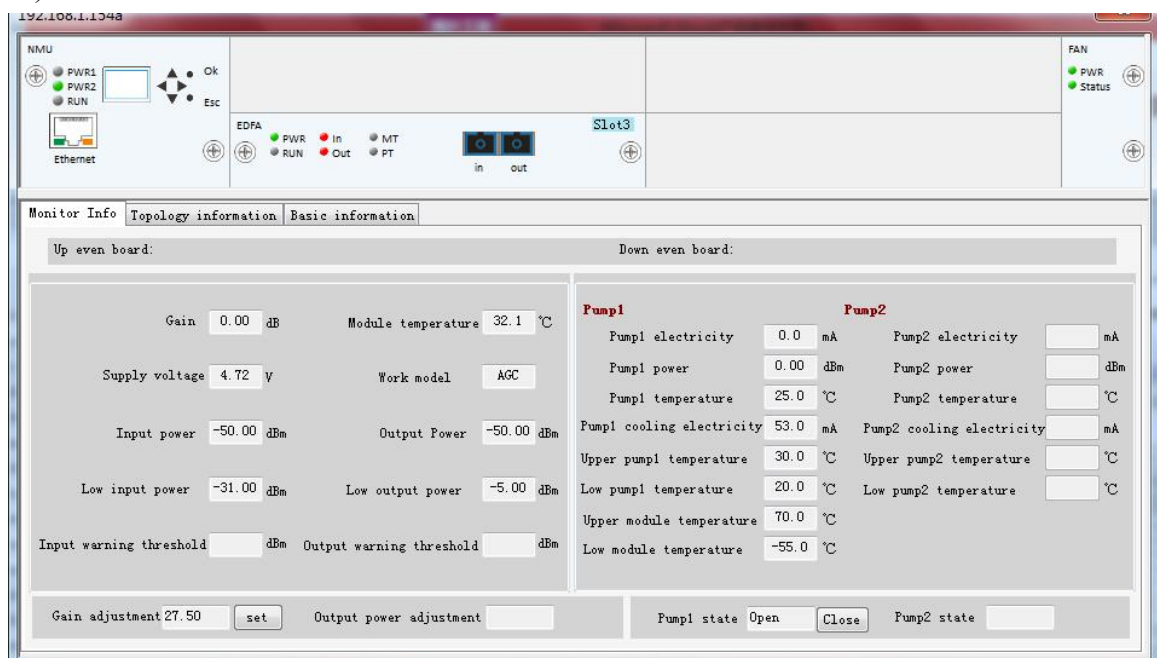 192.168.1.154a
NMU
PWR1
PWR2
RUN
Ok
Esc
Ethernet
EDFA
PWR In MT
RUN Out PT
in out
Slot3
FAN
PWR
Status
Monitor Info Topology information Basic information
Up even board: Down even board:
Gain 0.00 dB Module temperature 32.1 ℃
Supply voltage 4.72 V Work model AGC
Input power -50.00 dBm Output Power -50.00 dBm
Low input power -31.00 dBm Low output power -5.00 dBm
Input warning threshold dBm Output warning threshold dBm
Pump1 Pump2
Pump1 electricity 0.0 mA Pump2 electricity mA
Pump1 power 0.00 dBm Pump2 power dBm
Pump1 temperature 25.0 ℃ Pump2 temperature ℃
Pump1 cooling electricity 53.0 mA Pump2 cooling electricity mA
Upper pump1 temperature 30.0 ℃ Upper pump2 temperature ℃
Low pump1 temperature 20.0 ℃ Low pump2 temperature ℃
Upper module temperature 70.0 ℃
Low module temperature -55.0 ℃
Gain adjustment 27.50 set Output power adjustment
Pump1 state Open Close Pump2 state